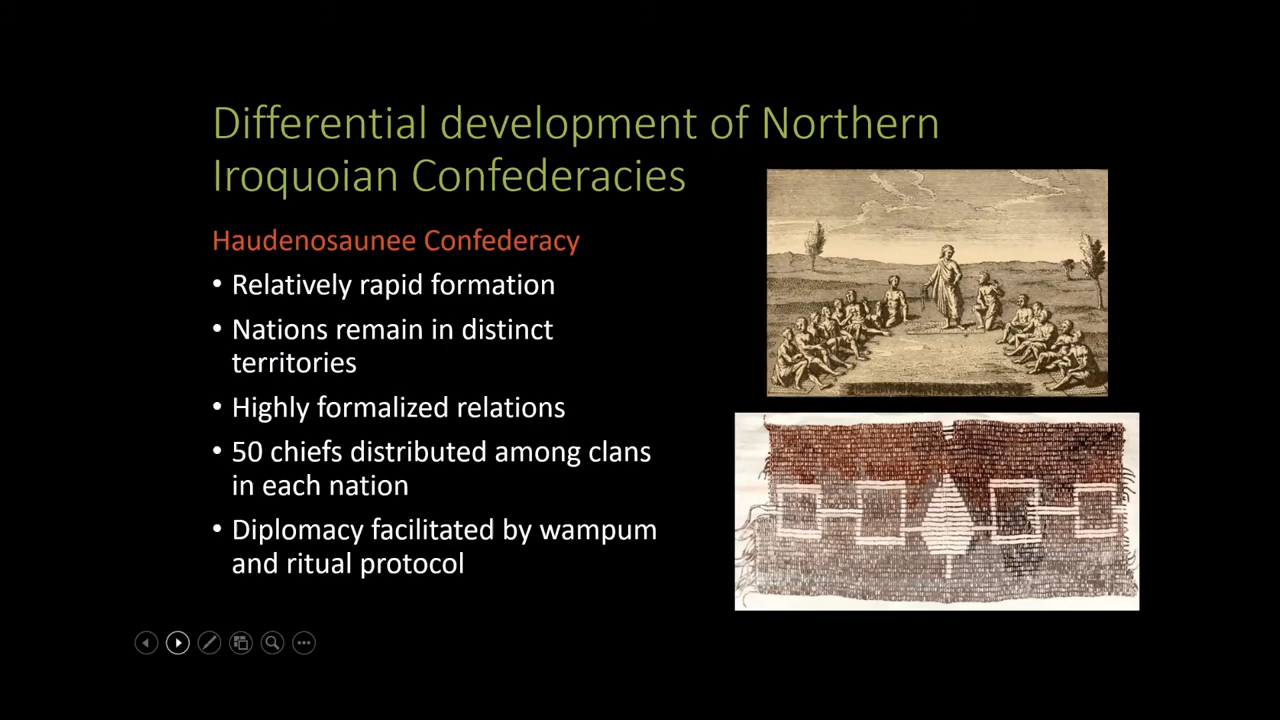 Differential development of Northern
Iroquoian Confederacies
Haudenosaunee Confederacy
• Relatively rapid formation
• Nations remain in distinct
territories
• Highly formalized relations
• 50 chiefs distributed among clans
in each nation
• Diplomacy facilitated by wampum
and ritual protocol